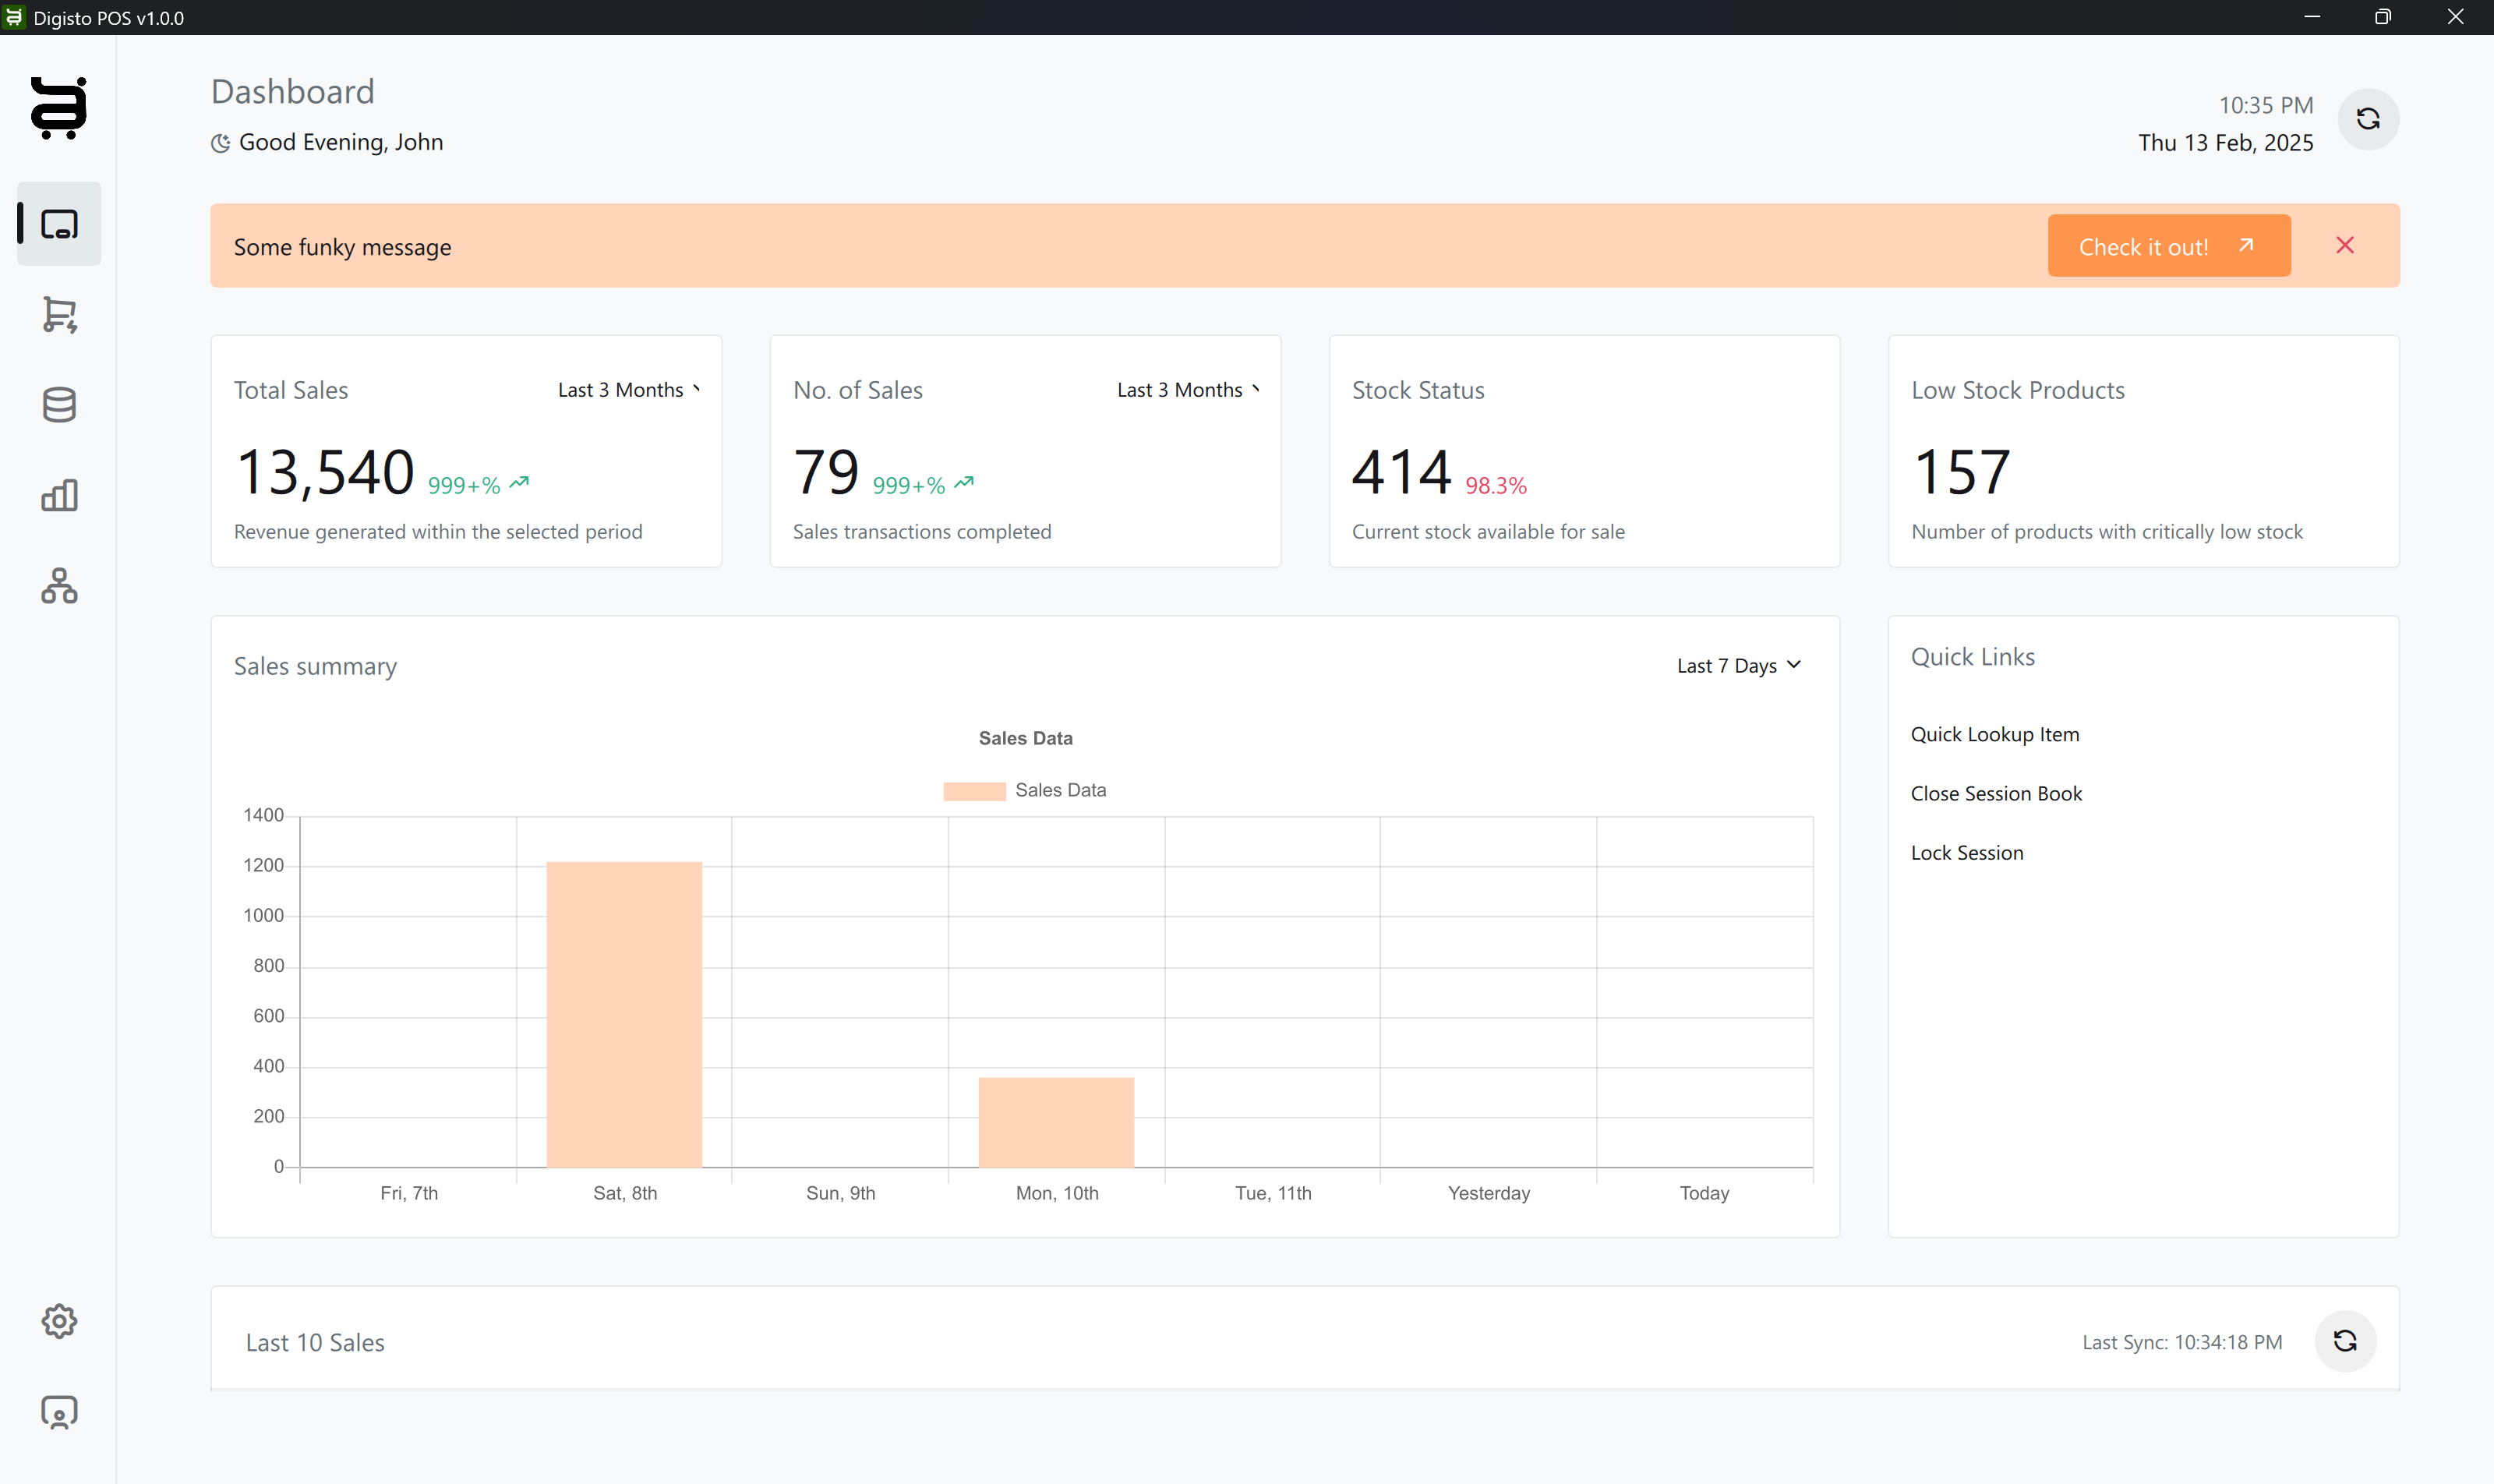 Digisto POS v1.0.0
Dashboard
Good Evening, John
10:35 PM
Thu 13 Feb, 2025
Some funky message
Check it out!
Total Sales
Last 3 Months
13,540 999+%
Revenue generated within the selected period
No. of Sales
Last 3 Months
79 999+%
Sales transactions completed
Stock Status
414 98.3%
Current stock available for sale
Low Stock Products
157
Number of products with critically low stock
Sales summary
Last 7 Days
Sales Data
Sales Data
1400
1200
1000
800
600
400
200
0
Fri, 7th
Sat, 8th
Sun, 9th
Mon, 10th
Tue, 11th
Yesterday
Today
Quick Links
Quick Lookup Item
Close Session Book
Lock Session
Last 10 Sales
Last Sync: 10:34:18 PM